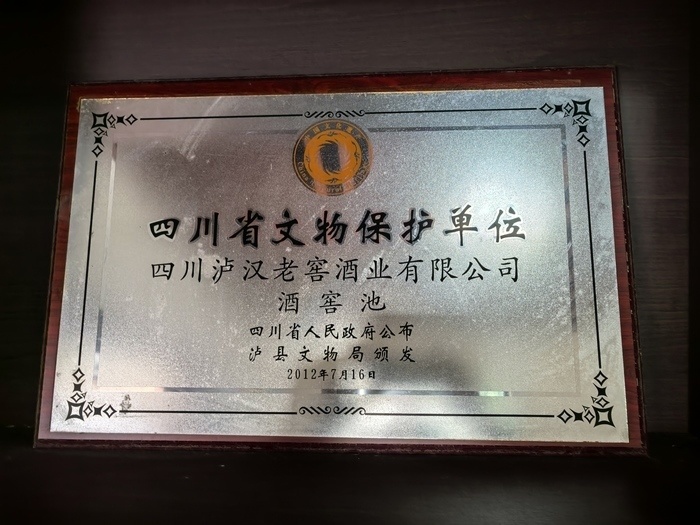 四川省文物保护单位
四川泸汉老窖酒业有限公司
酒窖池
四川省人民政府公布
泸县文物局颁发
2012年7月16日